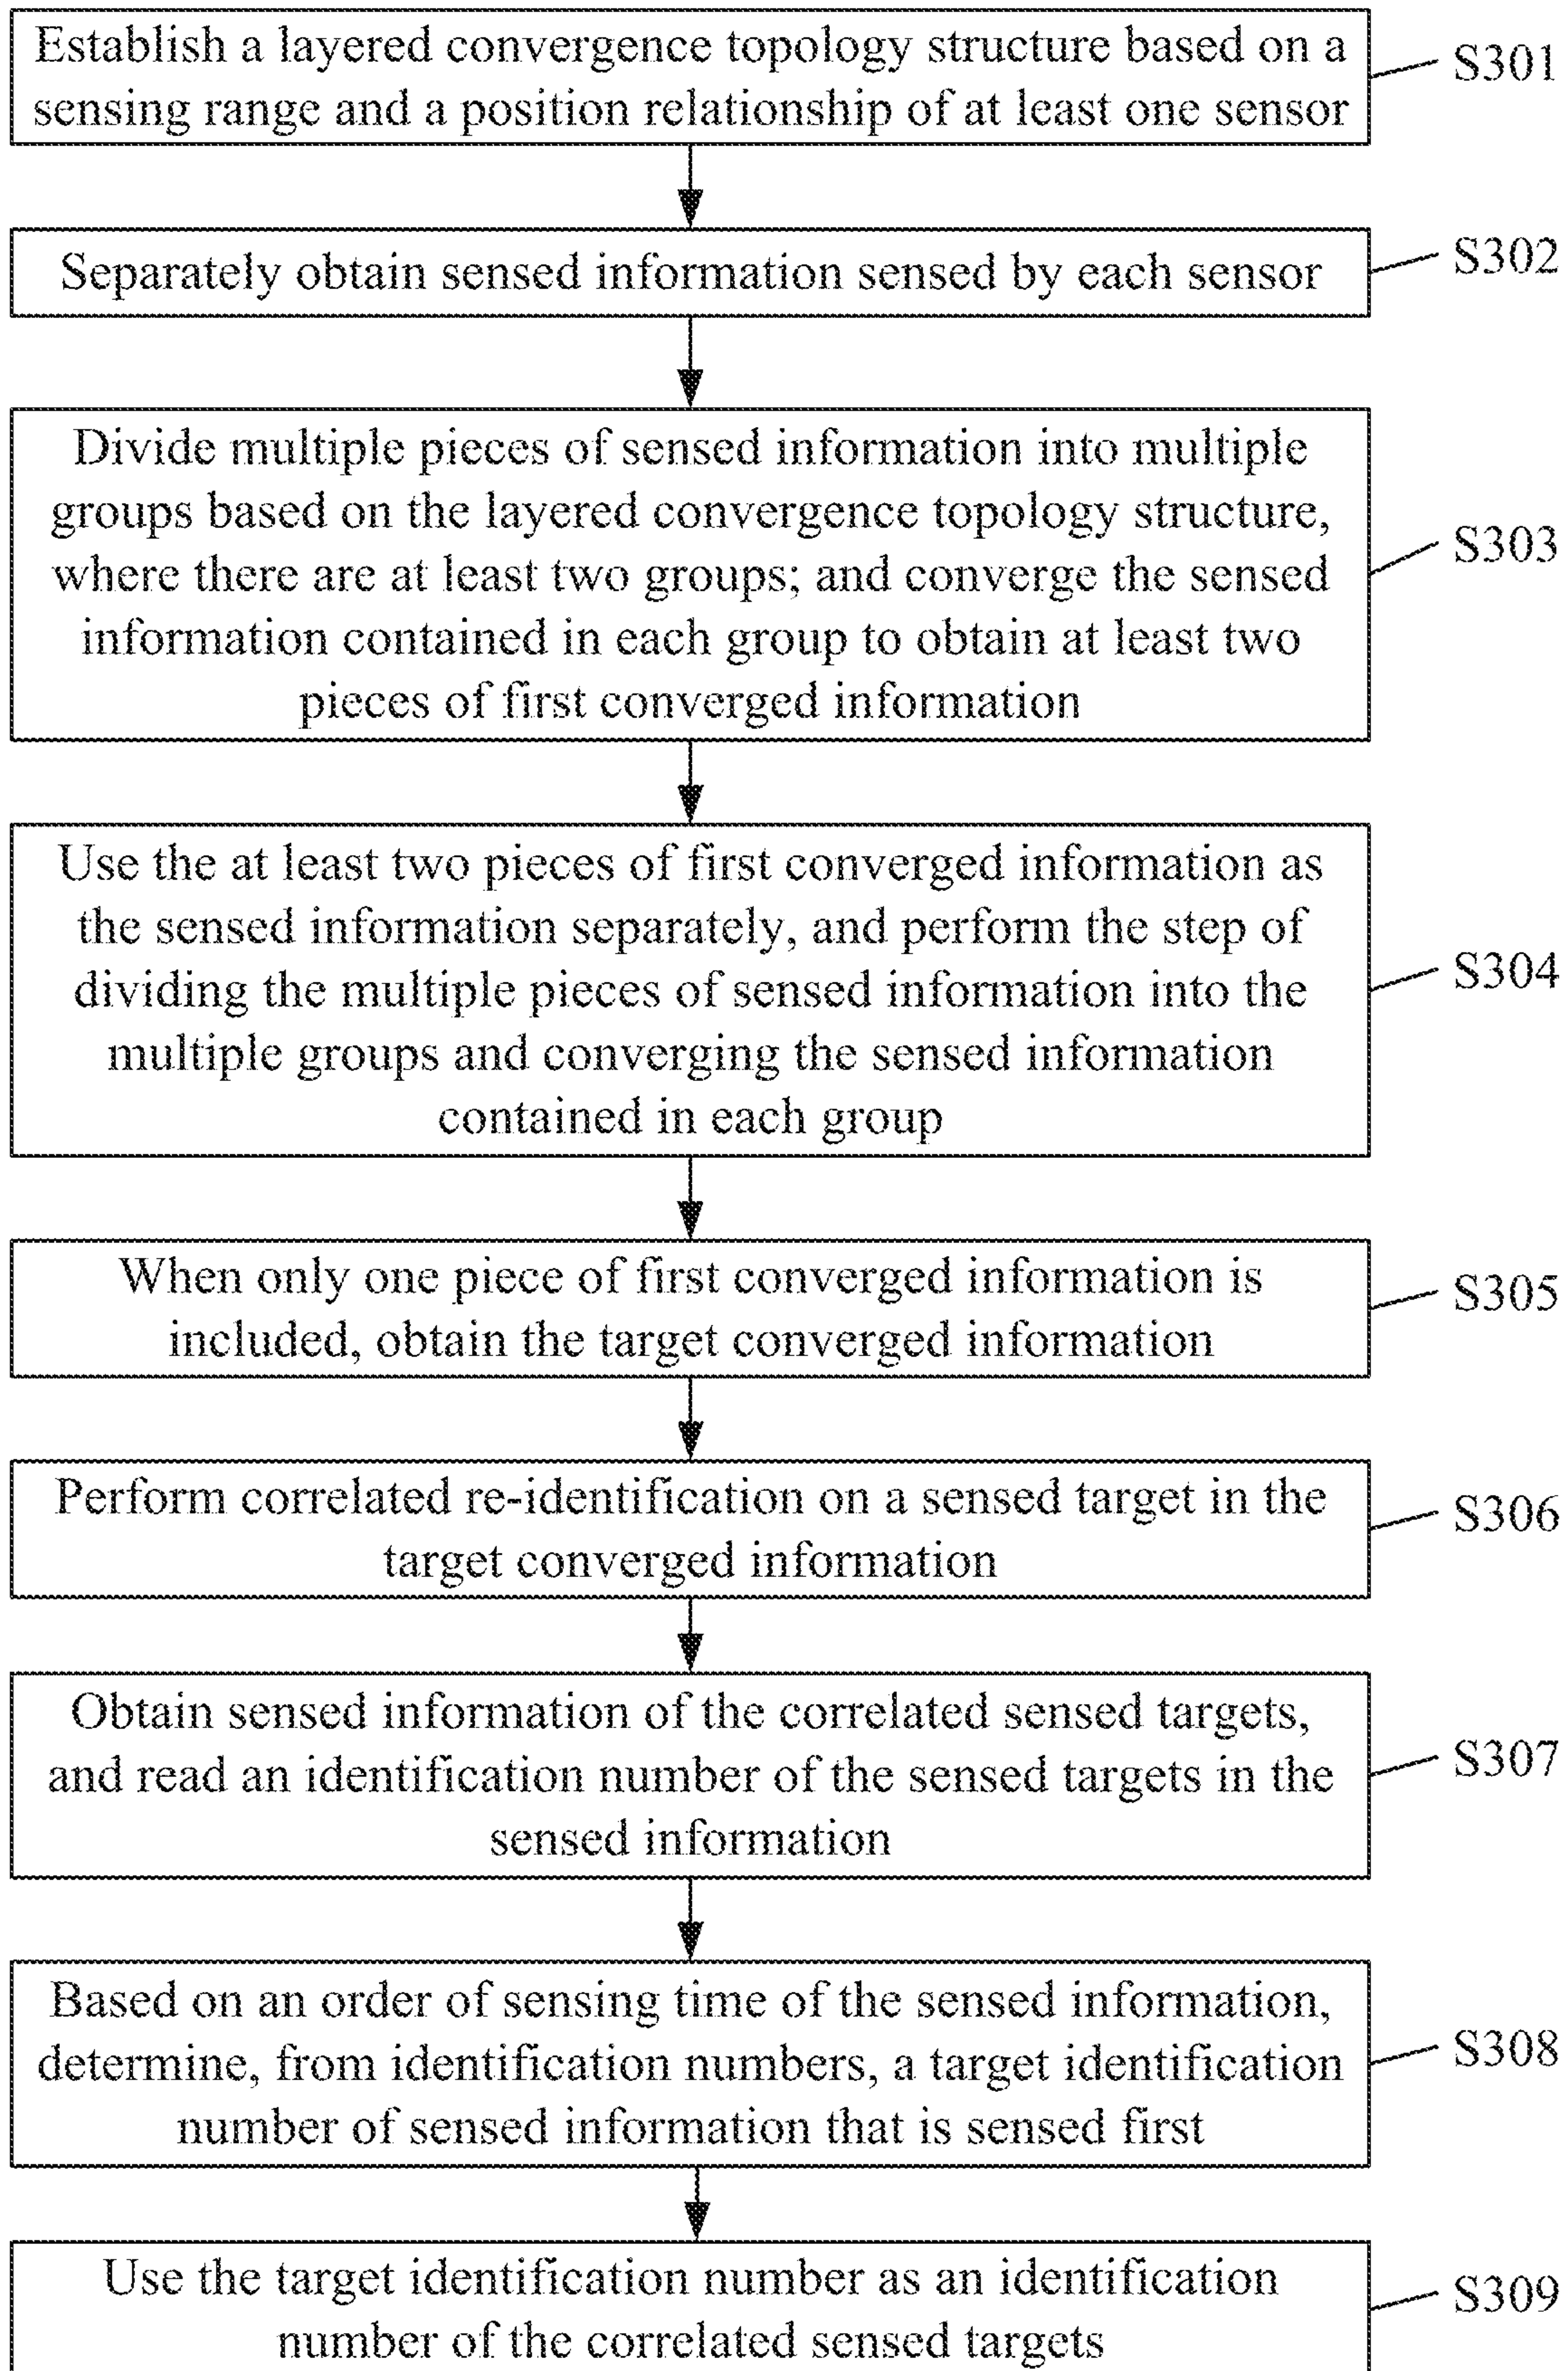 Establish a layered convergence topology structure based on a
sensing range and a position relationship of at least one sensor
S301
Separately obtain sensed information sensed by each sensor
S302
Divide multiple pieces of sensed information into multiple
groups based on the layered convergence topology structure,
where there are at least two groups; and converge the sensed
information contained in each group to obtain at least two
pieces of first converged information
S303
Use the at least two pieces of first converged information as
the sensed information separately, and perform the step of
dividing the multiple pieces of sensed information into the
multiple groups and converging the sensed information
contained in each group
S304
When only one piece of first converged information is
included, obtain the target converged information
S305
Perform correlated re-identification on a sensed target in the
target converged information
S306
Obtain sensed information of the correlated sensed targets,
and read an identification number of the sensed targets in the
sensed information
S307
Based on an order of sensing time of the sensed information,
determine, from identification numbers, a target identification
number of sensed information that is sensed first
S308
Use the target identification number as an identification
number of the correlated sensed targets
S309